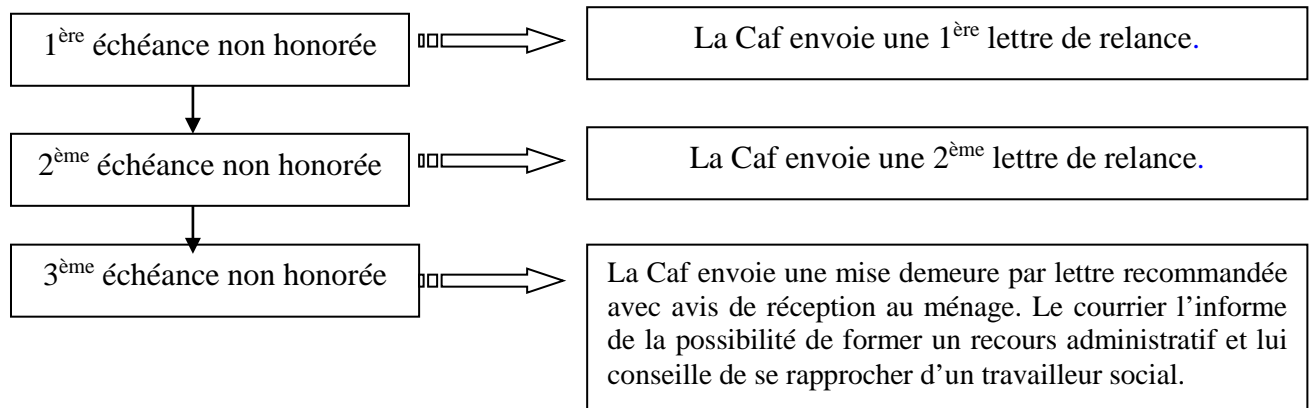 1ère échéance non honorée
La Caf envoie une 1ère lettre de relance.
2ème échéance non honorée
La Caf envoie une 2ème lettre de relance.
3ème échéance non honorée
La Caf envoie une mise demeure par lettre recommandée
avec avis de réception au ménage. Le courrier l’informe
de la possibilité de former un recours administratif et lui
conseille de se rapprocher d’un travailleur social.